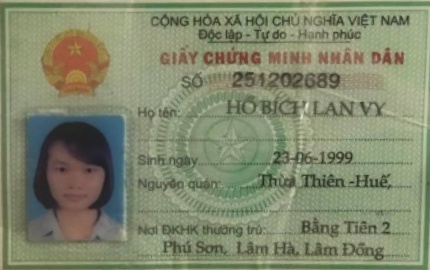 CỘNG HÒA XÃ HỘI CHỦ NGHĨA VIỆT NAM
Độc lập - Tự do - Hạnh phúc
GIẤY CHỨNG MINH NHÂN DÂN
SỐ 251202689
Họ tên: HỒ BÍCH LAN VY
Sinh ngày 23-06-1999
Nguyên quán: Thừa Thiên -Huế,
Nơi ĐKHK thường trú: Bằng Tiên 2
Phú Sơn, Lâm Hà, Lâm Đồng